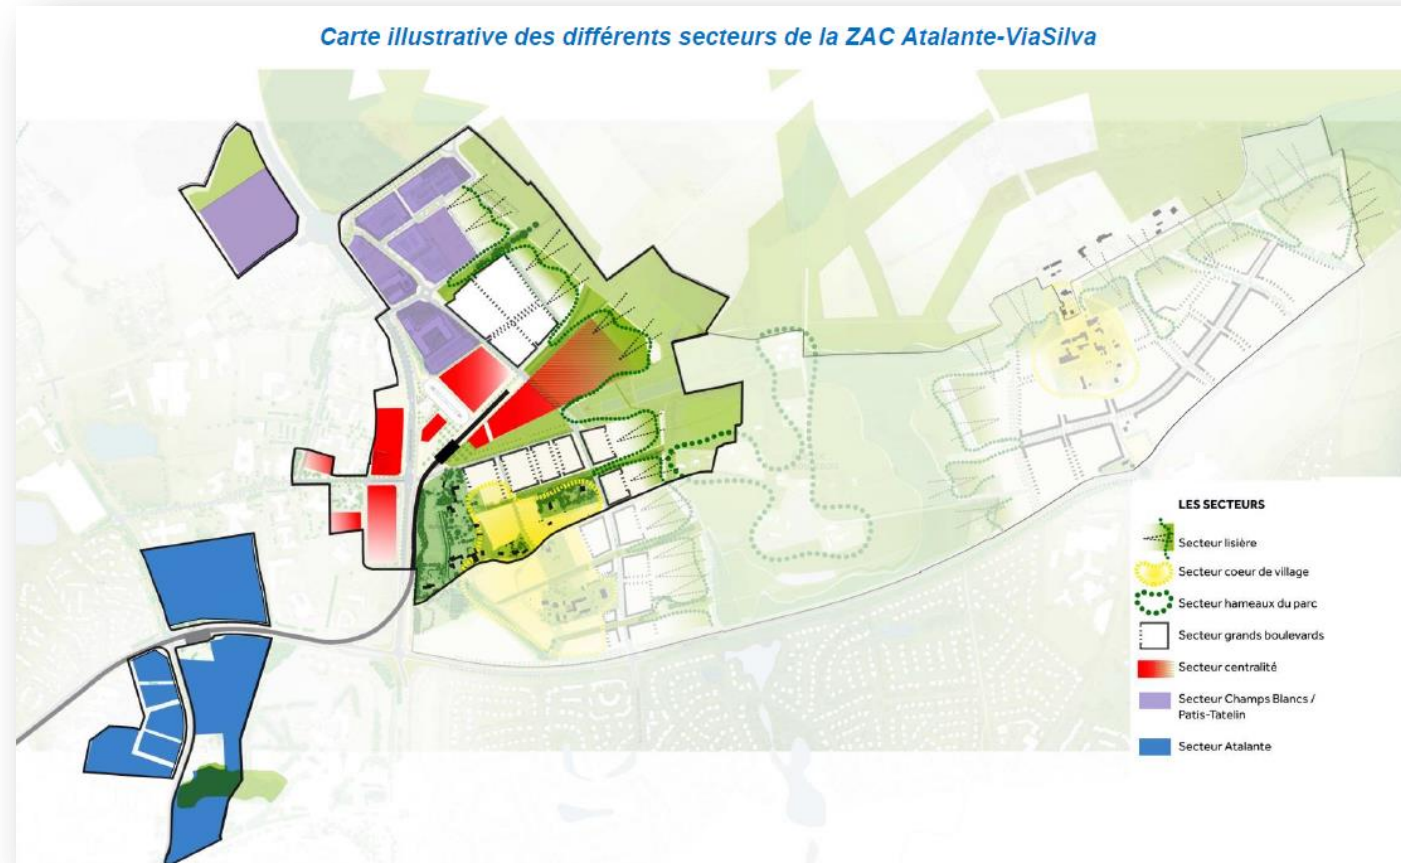 Carte illustrative des différents secteurs de la ZAC Atalante-ViaSilva
LES SECTEURS
Secteur lisière
Secteur coeur de village
Secteur hameaux du parc
Secteur grands boulevards
Secteur centralité
Secteur Champs Blancs /
Patis-Tatelin
Secteur Atalante